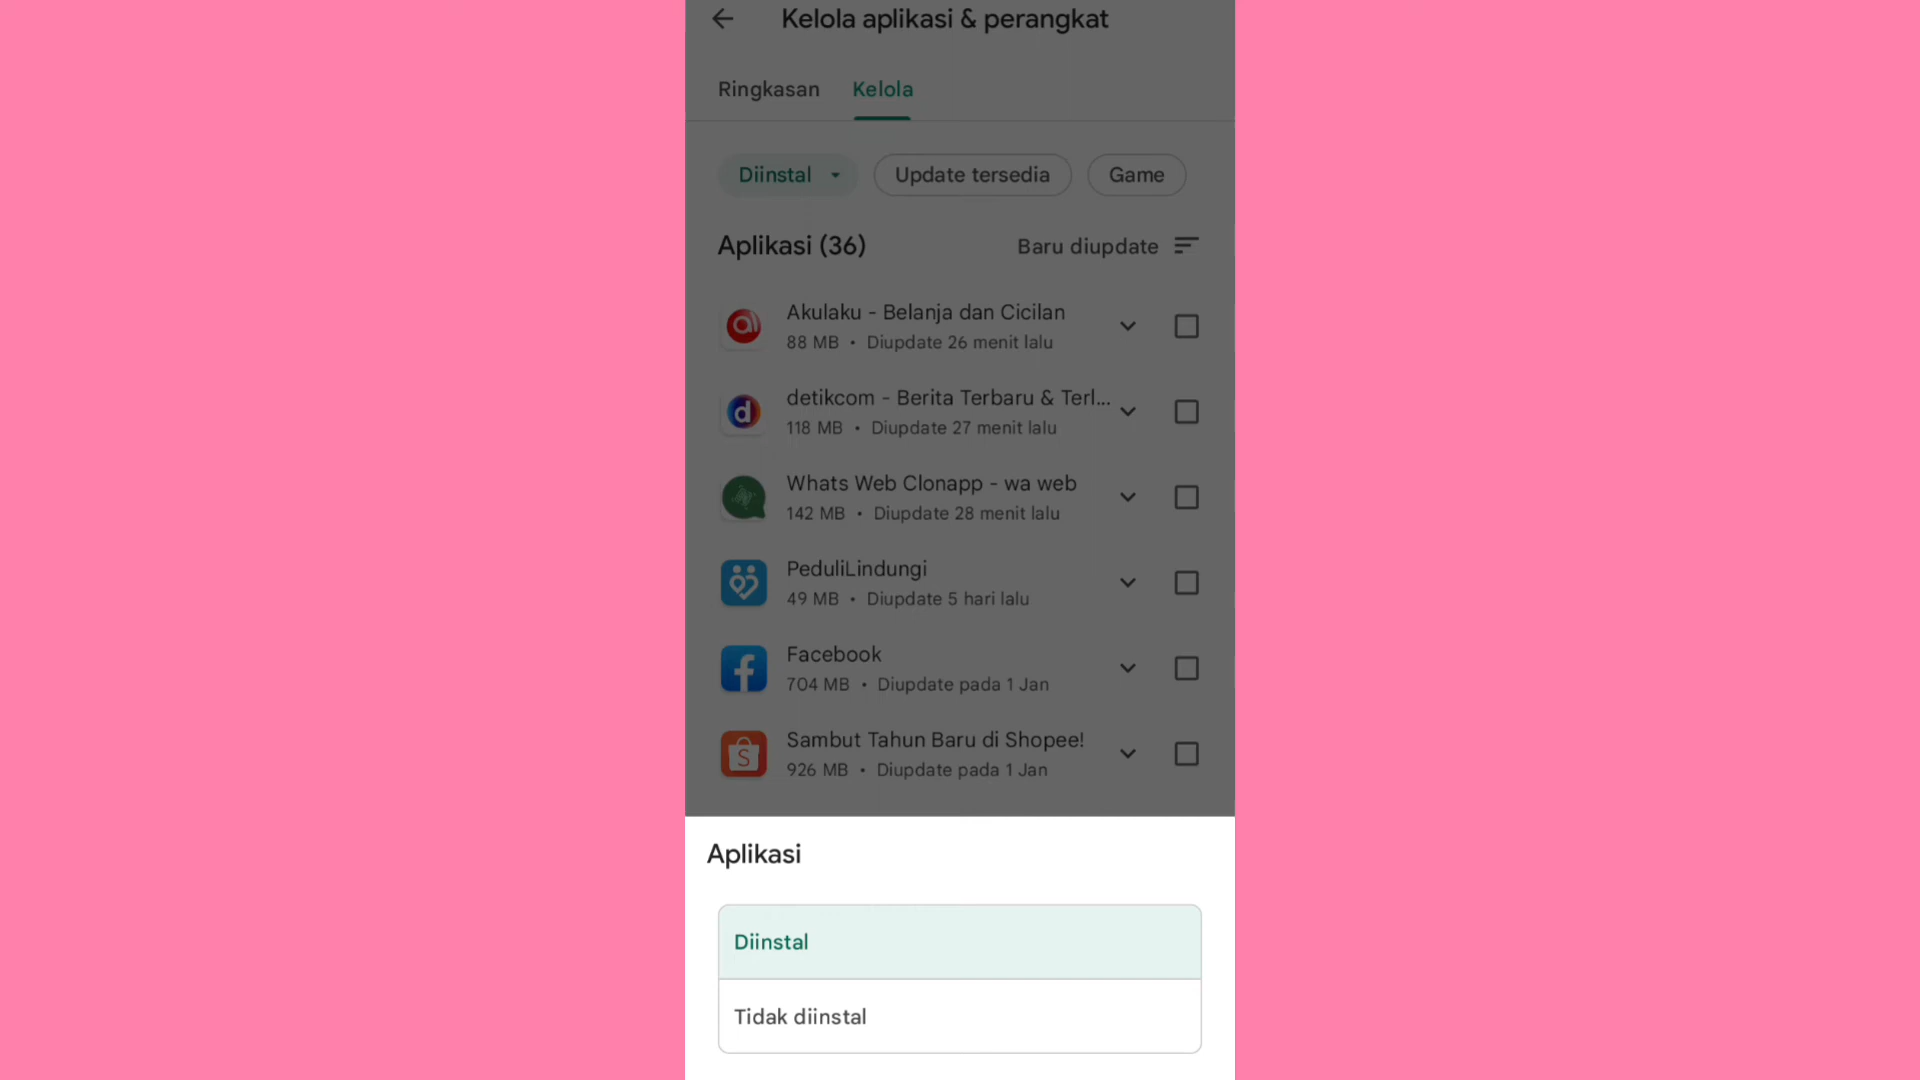 Kelola aplikasi & perangkat
Ringkasan Kelola
Diinstal Update tersedia Game
Aplikasi (36) Baru diupdate
Akulaku - Belanja dan Cicilan
88 MB • Diupdate 26 menit lalu
detikcom - Berita Terbaru & Terl...
118 MB • Diupdate 27 menit lalu
Whats Web Clonapp - wa web
142 MB • Diupdate 28 menit lalu
PeduliLindungi
49 MB • Diupdate 5 hari lalu
Facebook
704 MB • Diupdate pada 1 Jan
Sambut Tahun Baru di Shopee!
926 MB • Diupdate pada 1 Jan
Aplikasi
Diinstal
Tidak diinstal